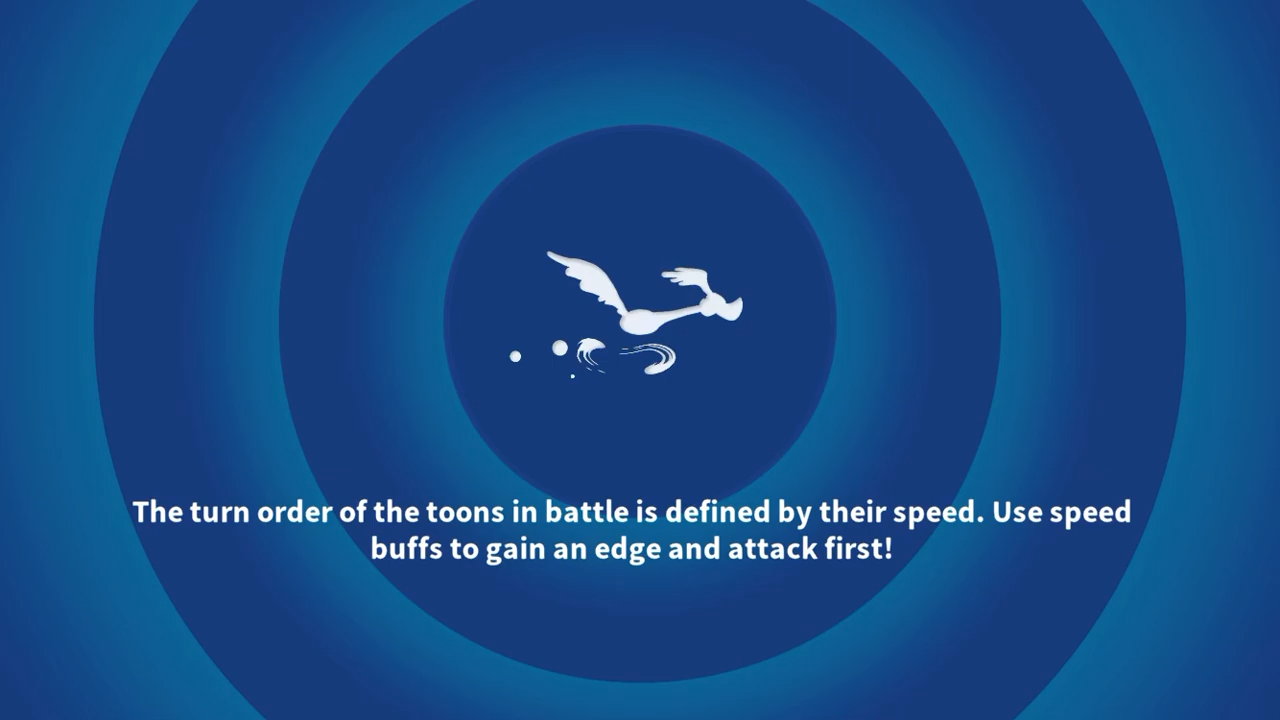 The turn order of the toons in battle is defined by their speed. Use speed
buffs to gain an edge and attack first!